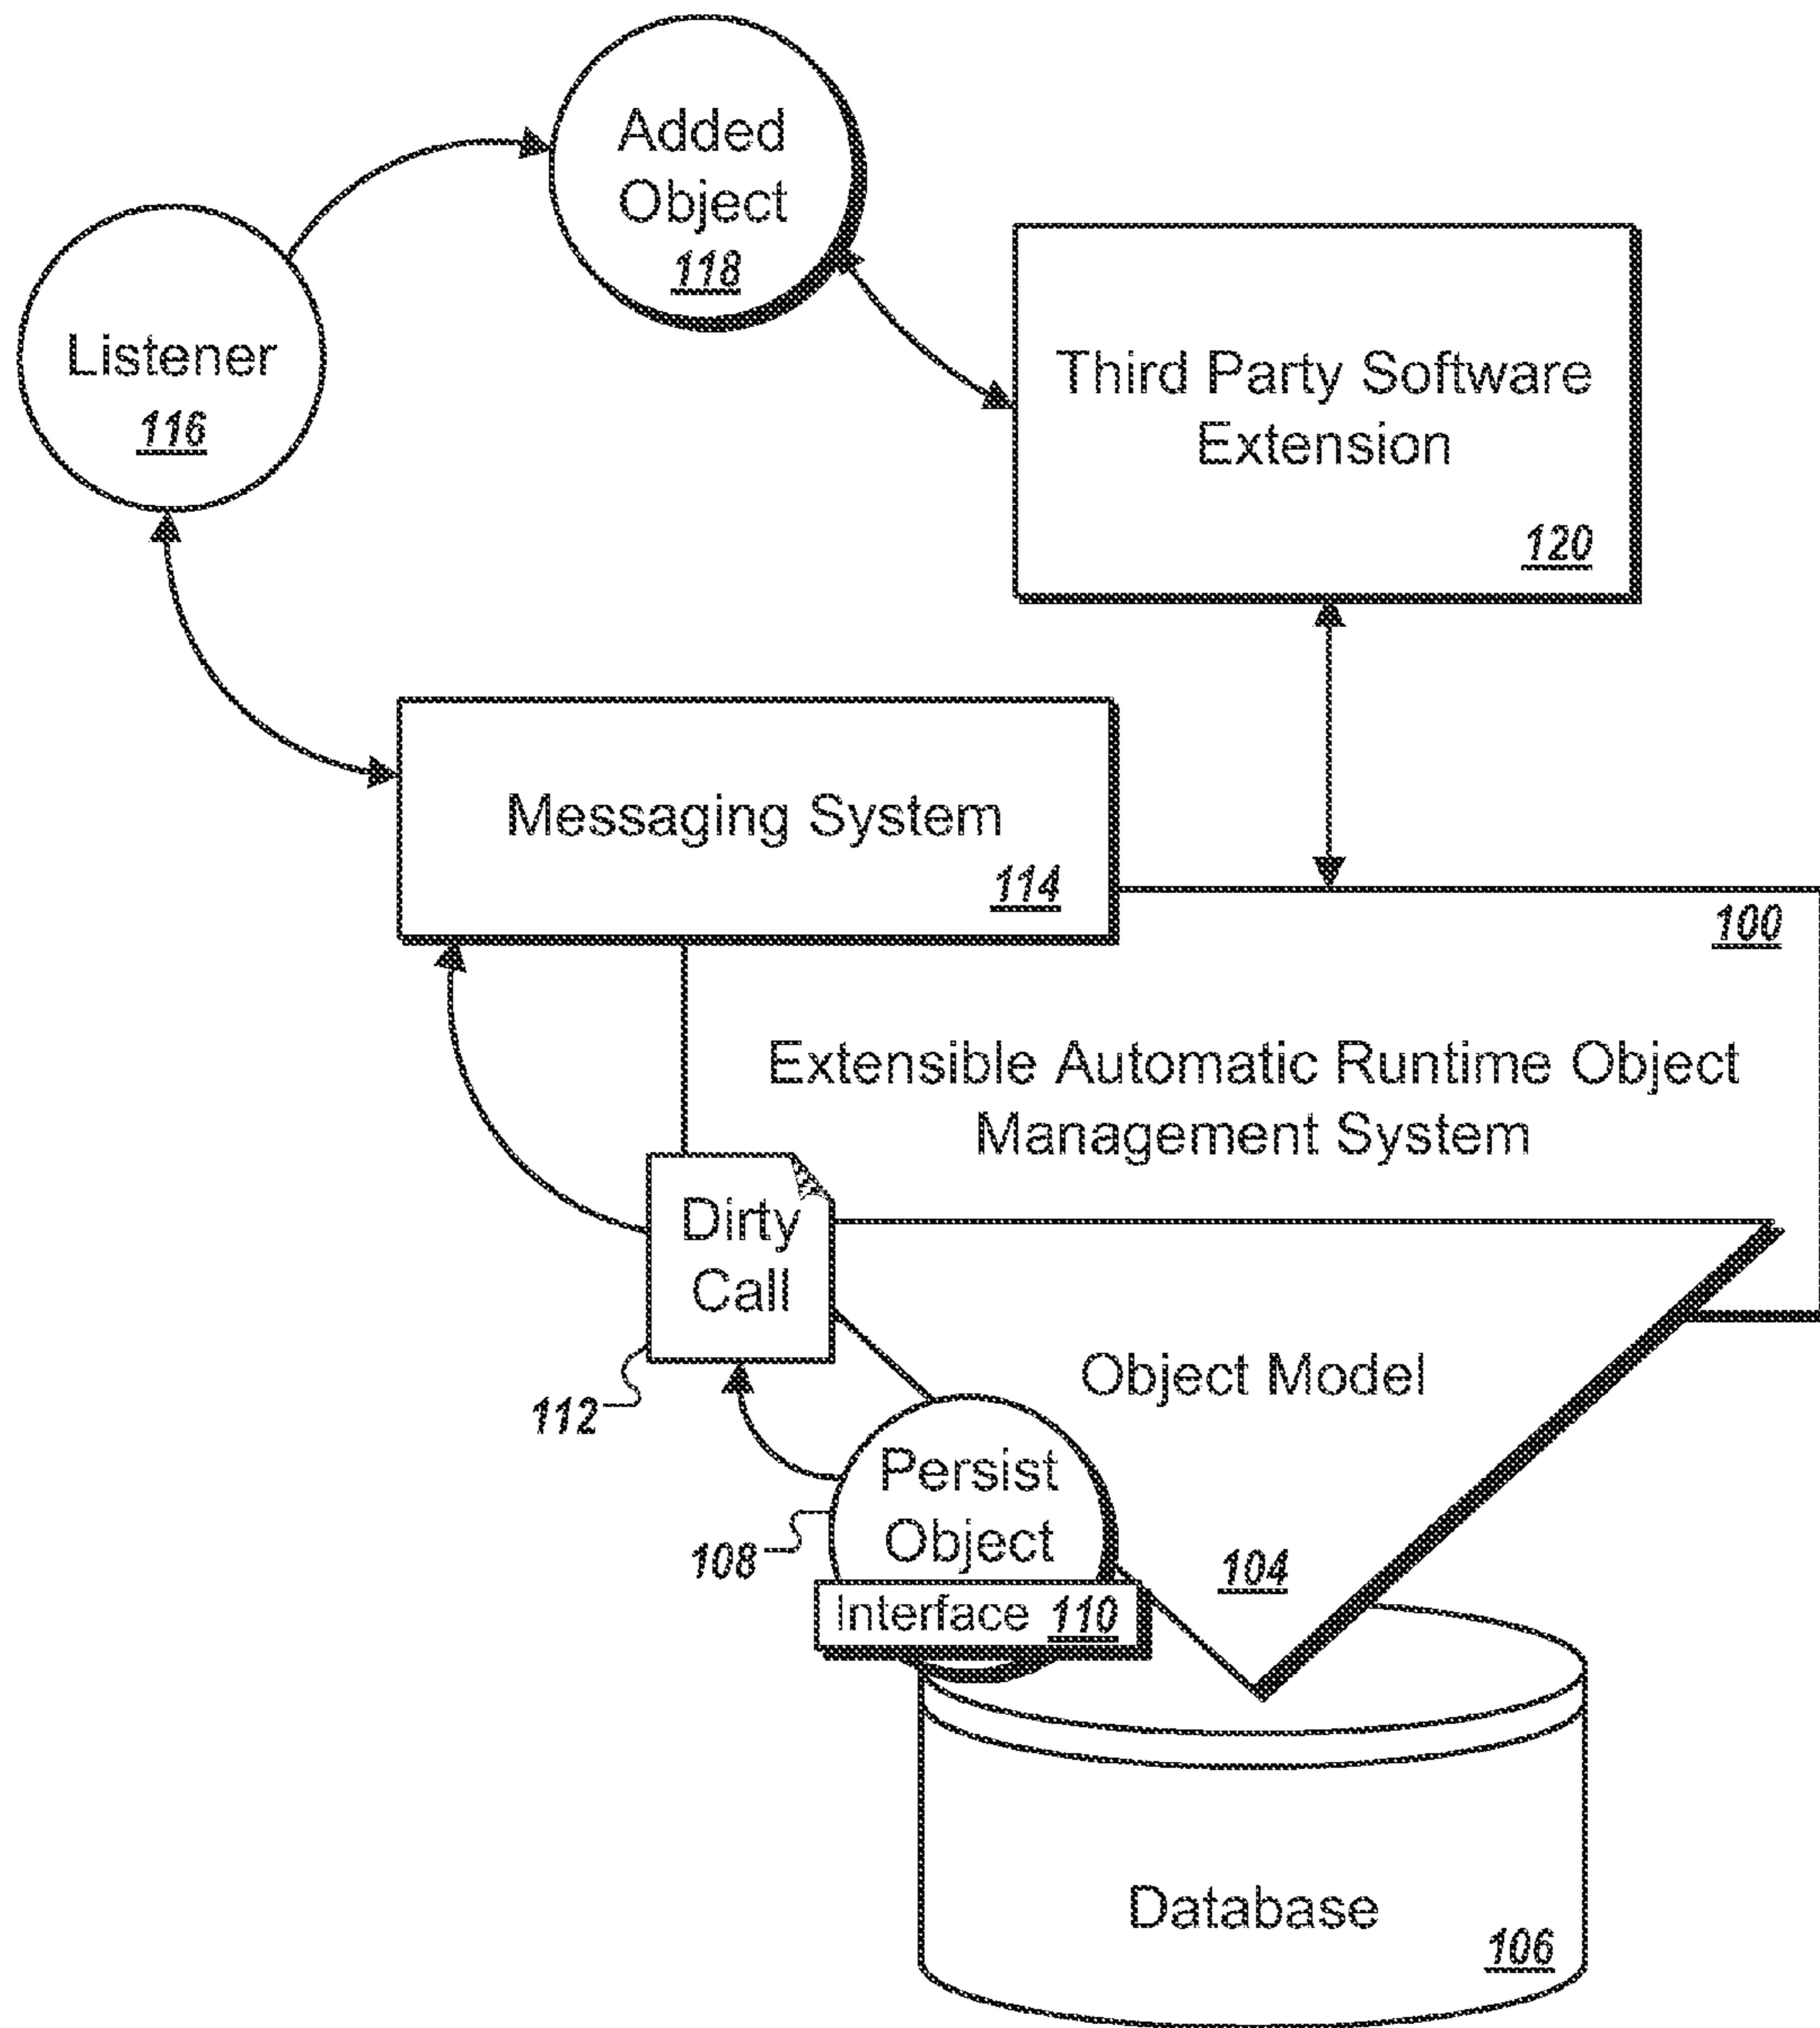 Added
Object
118
Listener
116
Third Party Software
Extension
120
Messaging System
114
100
Extensible Automatic Runtime Object
Management System
Dirty
Call
112
Object Model
Persist
Object
108
104
Interface 110
Database
106